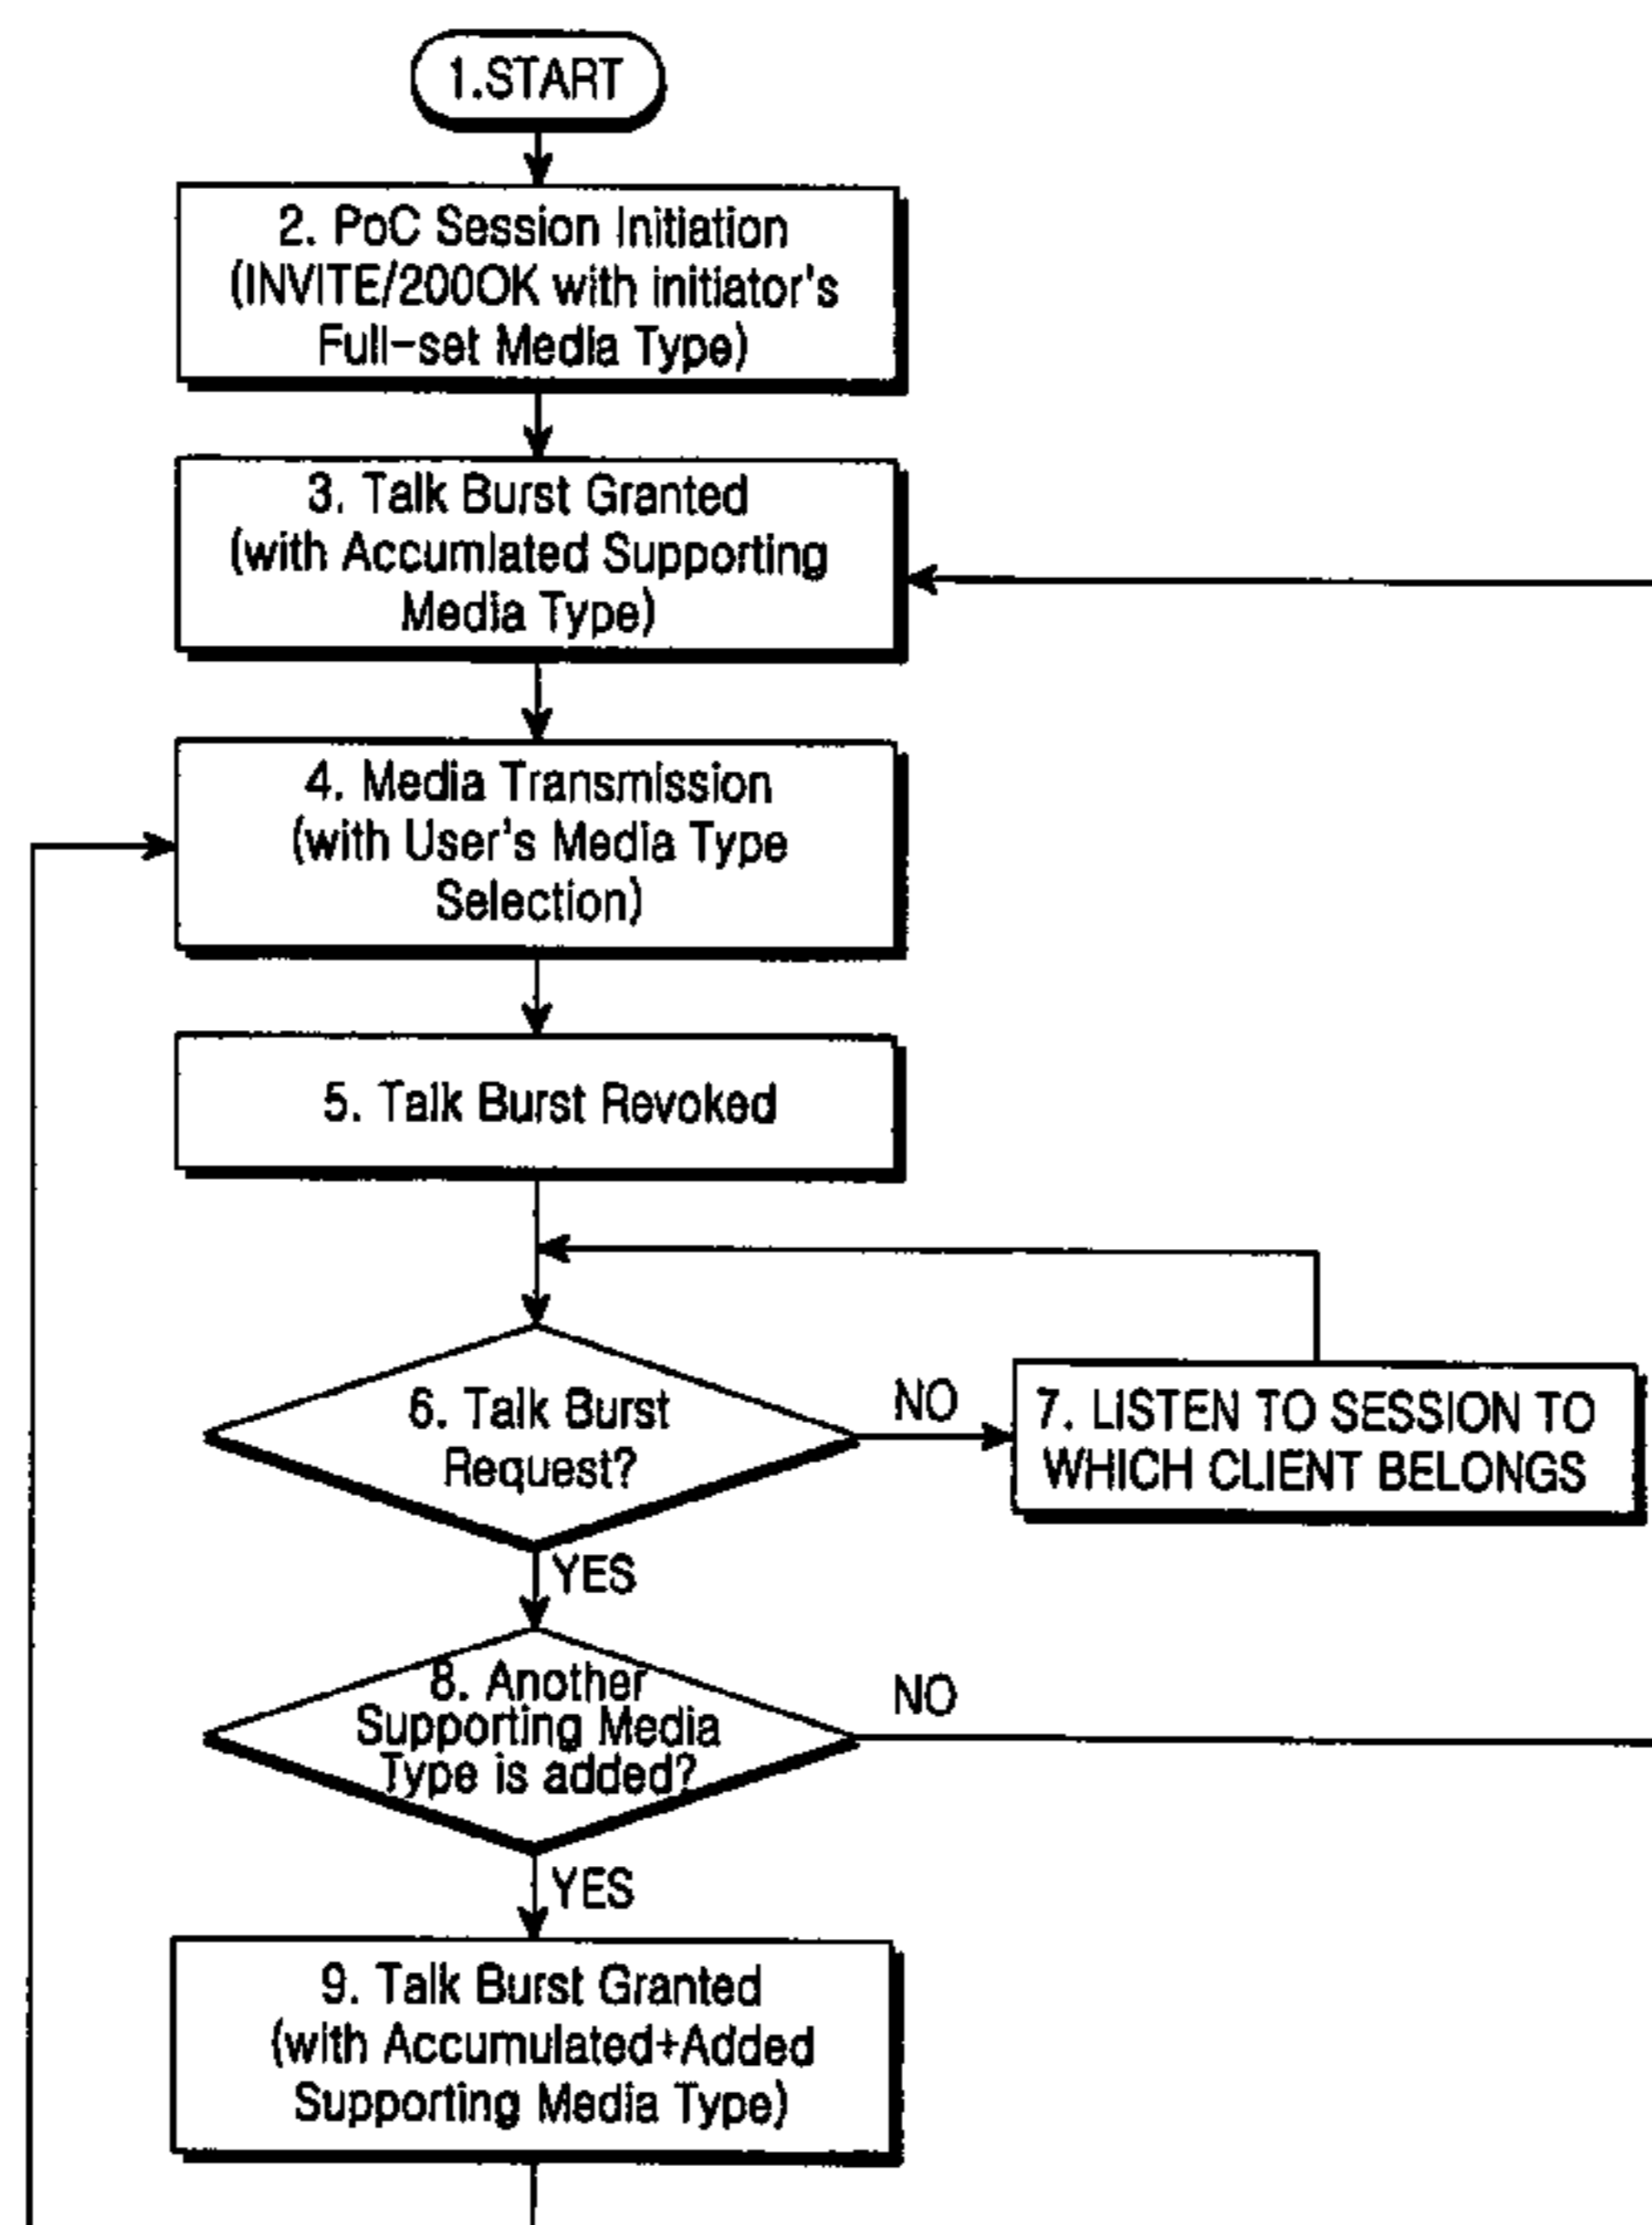 1.START
2. PoC Session Initiation
(INVITE/200OK with initiator's
Full-set Media Type)
3. Talk Burst Granted
(with Accumlated Supporting
Media Type)
4. Media Transmission
(with User's Media Type
Selection)
5. Talk Burst Revoked
6. Talk Burst
Request?
NO
7. LISTEN TO SESSION TO
WHICH CLIENT BELONGS
YES
8. Another
Supporting Media
Type is added?
NO
YES
9. Talk Burst Granted
(with Accumulated+Added
Supporting Media Type)